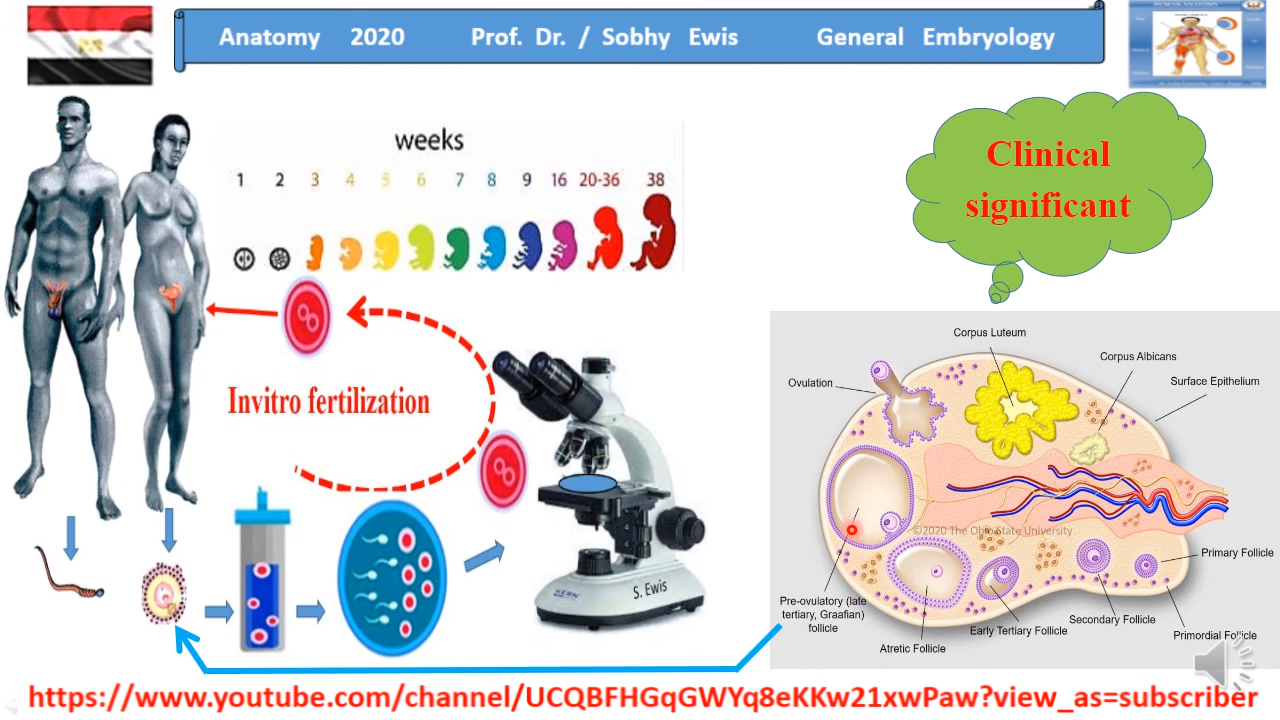 Anatomy 2020 Prof. Dr. / Sobhy Ewis General Embryology
weeks
1 2 3 4 5 6 7 8 9 16 20-36 38
Clinical
significant
Invitro fertilization
S. Ewis
Corpus Luteum
Corpus Albicans
Surface Epithelium
Ovulation
©2020 The Ohio State University
Primary Follicle
Pre-ovulatory (late
tertiary, Graafian)
follicle
Secondary Follicle
Early Tertiary Follicle
Primordial Follicle
Atretic Follicle
https://www.youtube.com/channel/UCQBFHGqGWYq8eKKw21xwPaw?view_as=subscriber